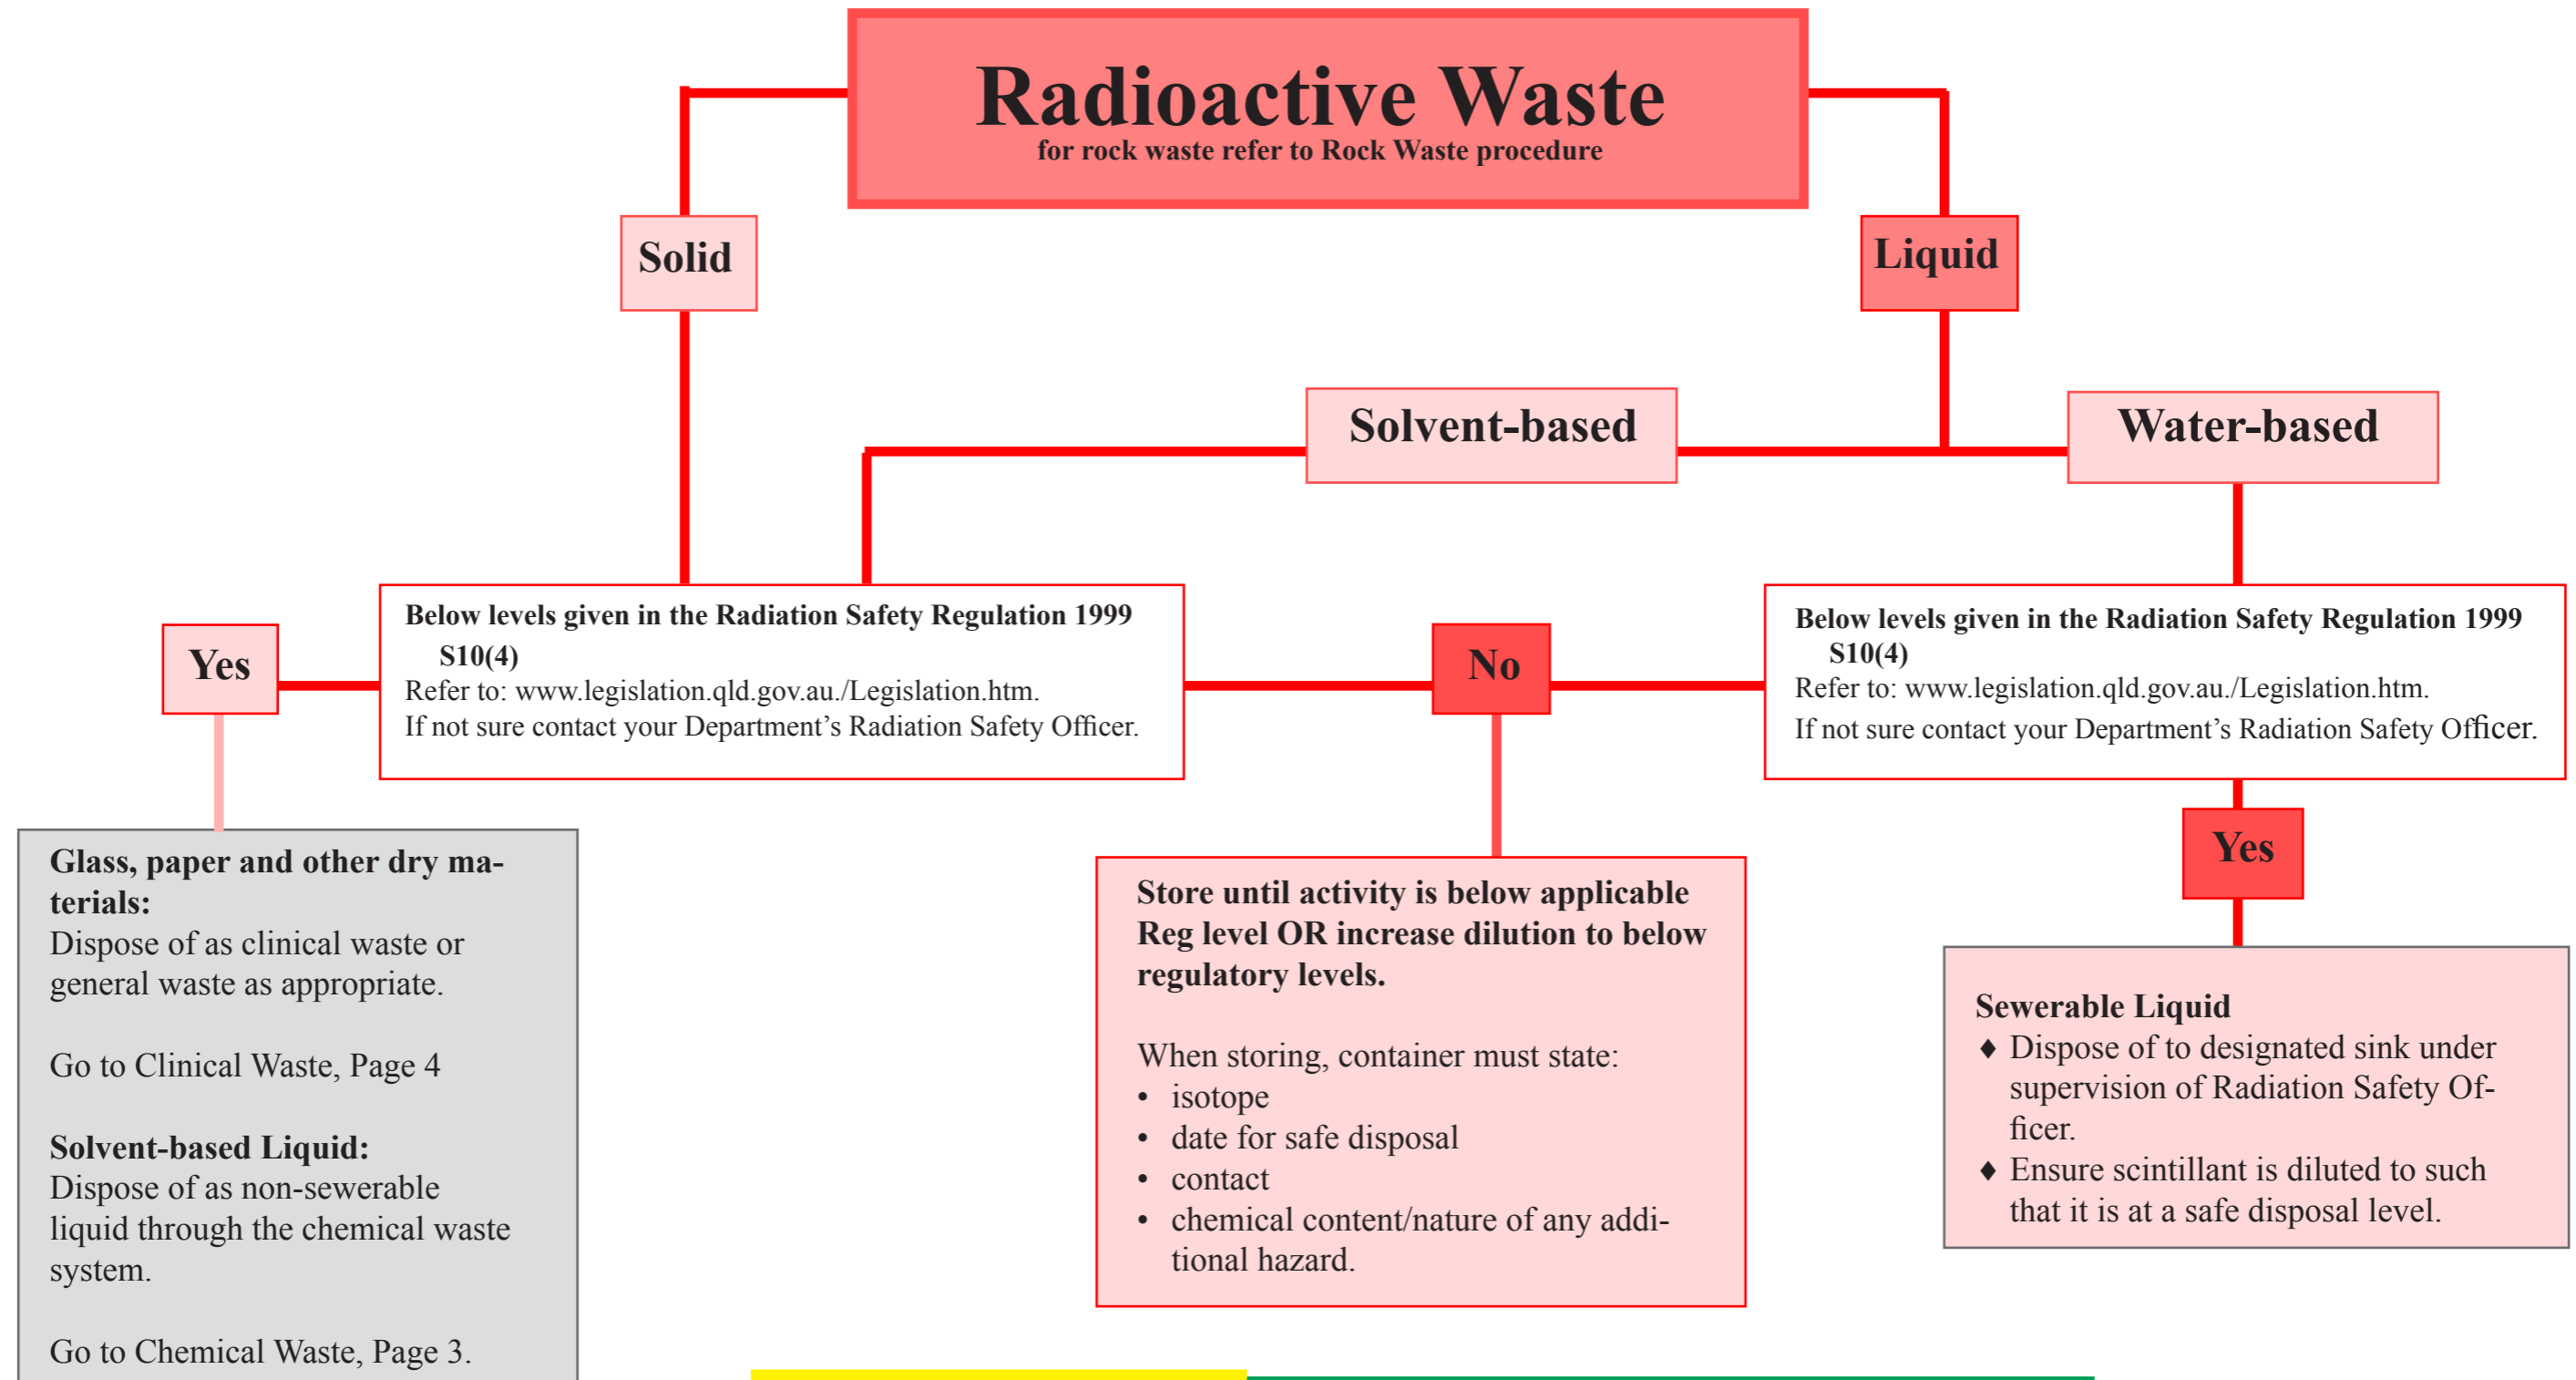 Radioactive Waste
for rock waste refer to Rock Waste procedure
Solid
Liquid
Solvent-based
Water-based
Yes
Below levels given in the Radiation Safety Regulation 1999
S10(4)
Refer to: www.legislation.qld.gov.au./Legislation.htm.
If not sure contact your Department’s Radiation Safety Officer.
No
Below levels given in the Radiation Safety Regulation 1999
S10(4)
Refer to: www.legislation.qld.gov.au./Legislation.htm.
If not sure contact your Department’s Radiation Safety Officer.
Yes
Glass, paper and other dry ma-
terials:
Dispose of as clinical waste or
general waste as appropriate.
Go to Clinical Waste, Page 4
Solvent-based Liquid:
Dispose of as non-sewerable
liquid through the chemical waste
system.
Go to Chemical Waste, Page 3.
Store until activity is below applicable
Reg level OR increase dilution to below
regulatory levels.
When storing, container must state:
• isotope
• date for safe disposal
• contact
• chemical content/nature of any addi-
tional hazard.
Sewerable Liquid
♦ Dispose of to designated sink under
supervision of Radiation Safety Of-
ficer.
♦ Ensure scintillant is diluted to such
that it is at a safe disposal level.